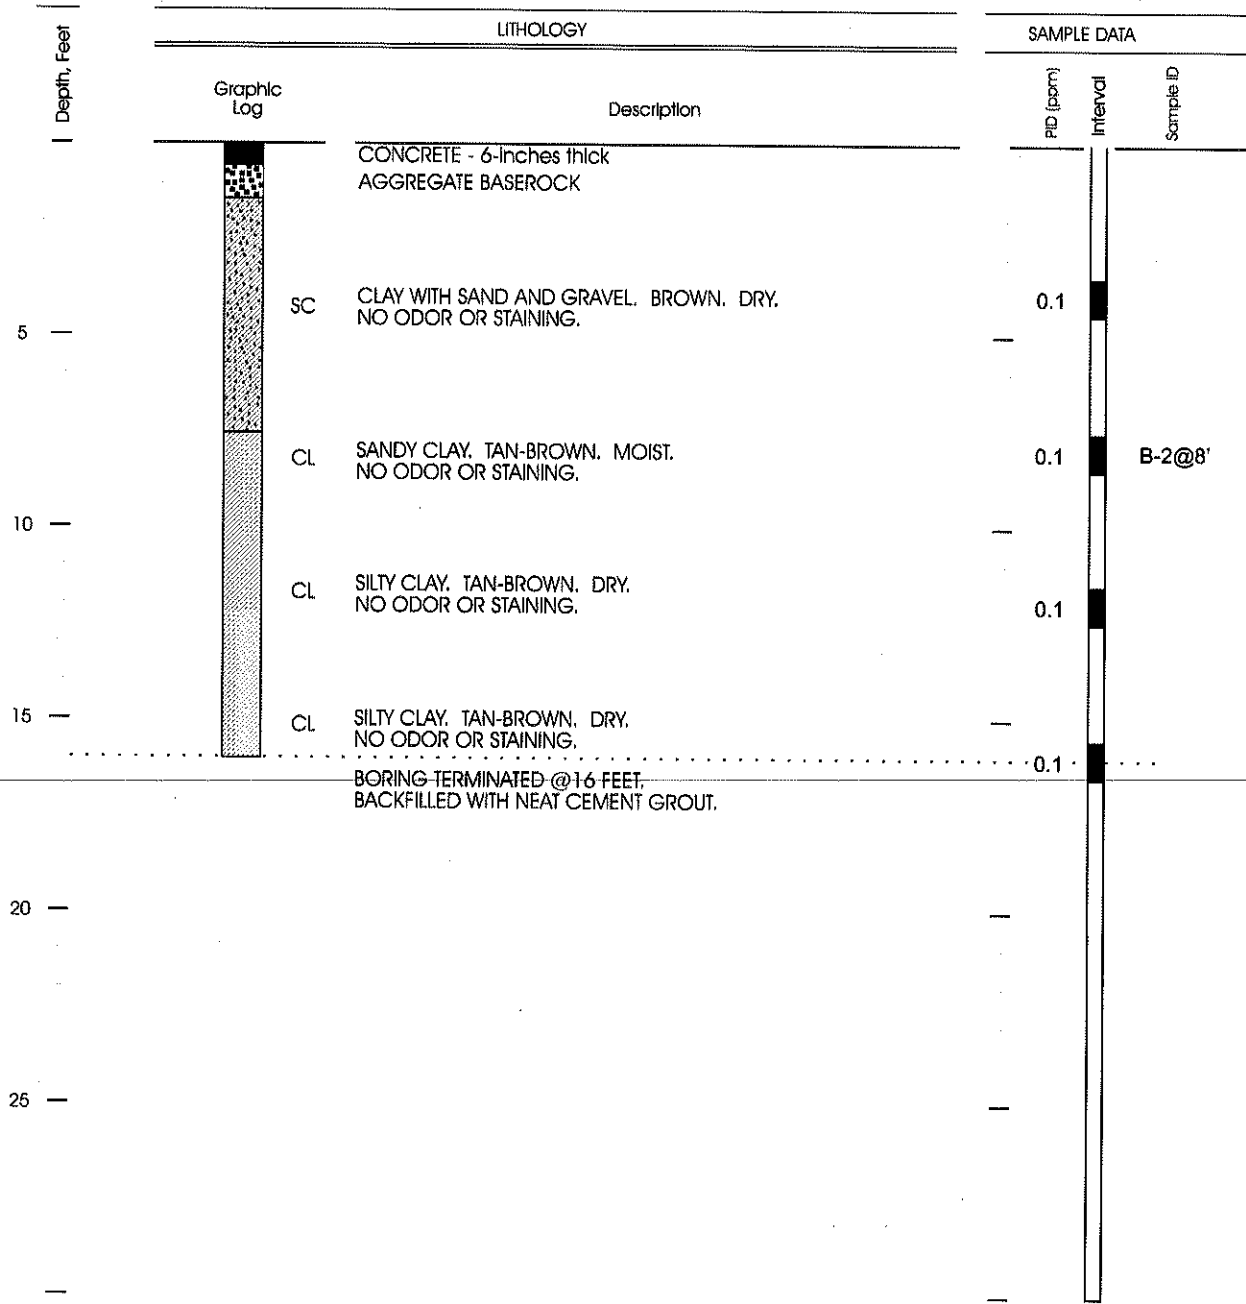 LITHOLOGY
SAMPLE DATA
Depth, Feet
Graphic
Log
Description
PID (ppm)
Interval
Sample ID
CONCRETE - 6-inches thick
AGGREGATE BASEROCK
SC
CLAY WITH SAND AND GRAVEL. BROWN. DRY.
NO ODOR OR STAINING.
0.1
5
CL
SANDY CLAY. TAN-BROWN. MOIST.
NO ODOR OR STAINING.
0.1
B-2@8'
10
CL
SILTY CLAY. TAN-BROWN. DRY.
NO ODOR OR STAINING.
0.1
15
CL
SILTY CLAY. TAN-BROWN. DRY.
NO ODOR OR STAINING.
0.1
BORING TERMINATED @16 FEET.
BACKFILLED WITH NEAT CEMENT GROUT.
20
25